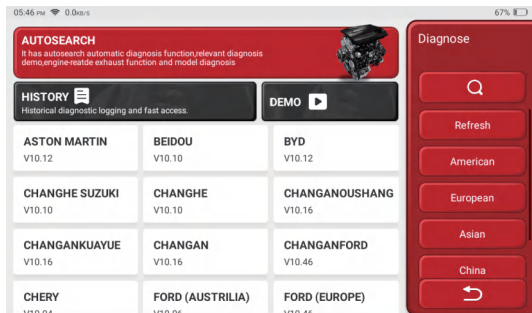 05:46 PM 0.0KB/S 67%
AUTOSEARCH
It has autosearch automatic diagnosis function,relevant diagnosis
demo,engine-reatde exhaust function and model diagnosis
HISTORY
Historical diagnostic logging and fast access.
DEMO
ASTON MARTIN
V10.12
BEIDOU
V10.10
BYD
V10.12
CHANGHE SUZUKI
V10.10
CHANGHE
V10.10
CHANGANOUSHANG
V10.16
CHANGANKUAYUE
V10.16
CHANGAN
V10.16
CHANGANFORD
V10.46
CHERY
FORD (AUSTRILIA)
FORD (EUROPE)
Diagnose
Refresh
American
European
Asian
China